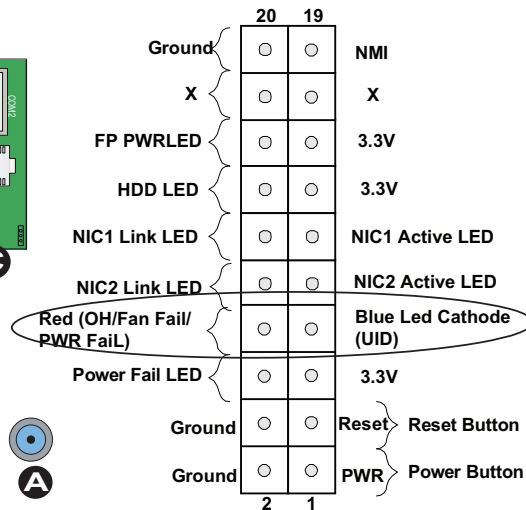 20 19
Ground NMI
X X
COM2
FP PWRLED 3.3V
HDD LED 3.3V
NIC1 Link LED NIC1 Active LED
C
NIC2 Link LED NIC2 Active LED
Red (OH/Fan Fail/ Blue Led Cathode
PWR FaiL) (UID)
Power Fail LED 3.3V
Ground Reset Reset Button
A
Ground PWR Power Button
2 1